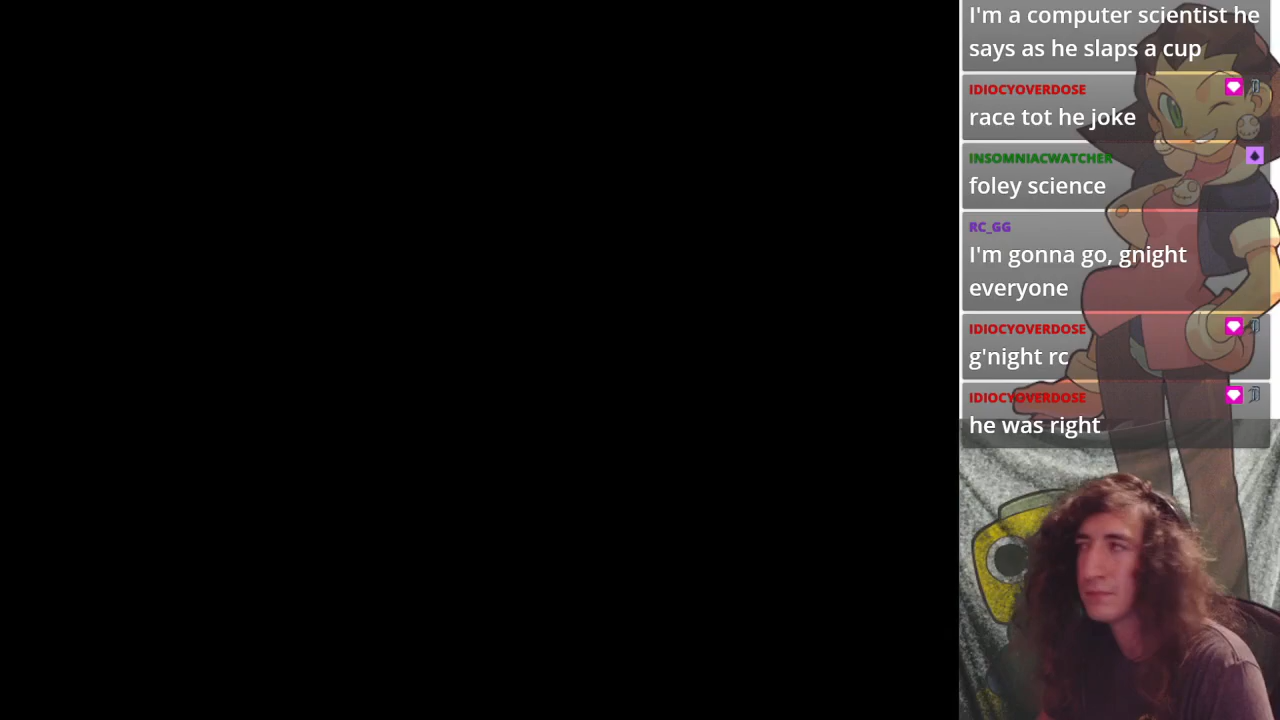 I'm a computer scientist he
says as he slaps a cup
IDIOCYOVERDOSE
race tot he joke
INSOMNIACWATCHER
foley science
RC_GG
I'm gonna go, gnight
everyone
IDIOCYOVERDOSE
g'night rc
IDIOCYOVERDOSE
he was right